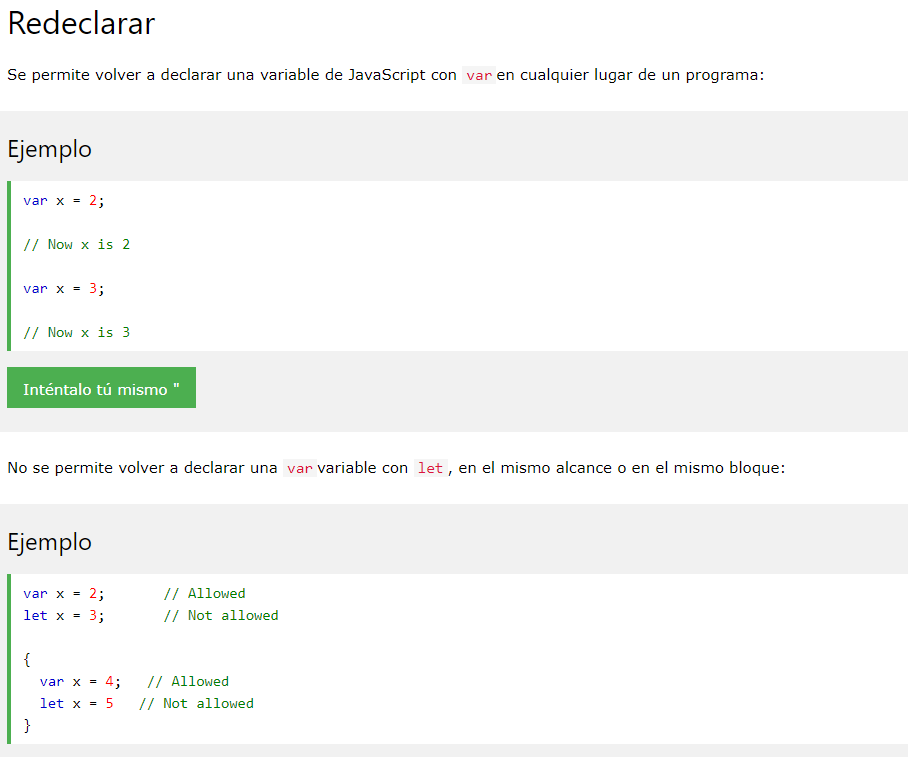 Redeclarar
Se permite volver a declarar una variable de JavaScript con var en cualquier lugar de un programa:
Ejemplo
var x = 2;
// Now x is 2
var x = 3;
// Now x is 3
Inténtalo tú mismo "
No se permite volver a declarar una var variable con let , en el mismo alcance o en el mismo bloque:
Ejemplo
var x = 2;       // Allowed
let x = 3;       // Not allowed
{
  var x = 4;   // Allowed
  let x = 5   // Not allowed
}